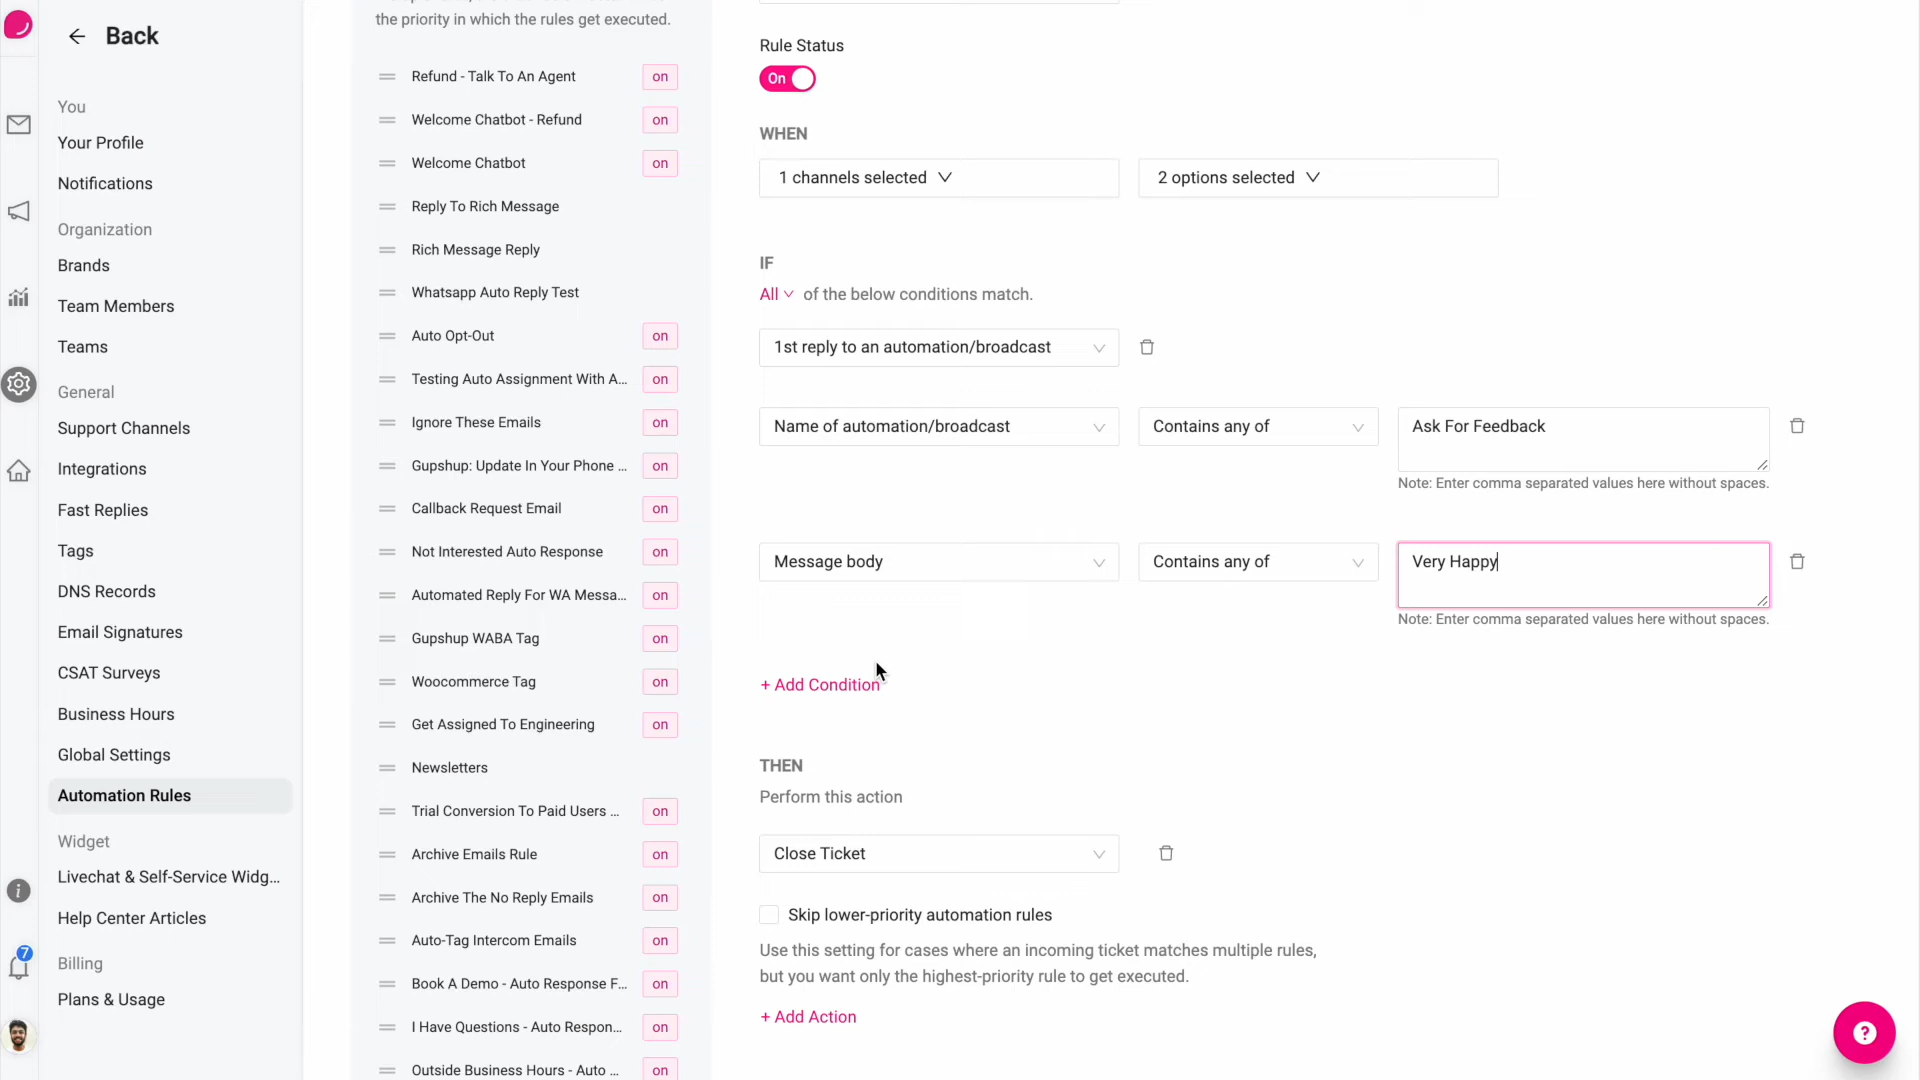 Back
You
Your Profile
Notifications
Organization
Brands
Team Members
Teams
General
Support Channels
Integrations
Fast Replies
Tags
DNS Records
Email Signatures
CSAT Surveys
Business Hours
Global Settings
Automation Rules
Widget
Livechat & Self-Service Widg...
Help Center Articles
7
Billing
Plans & Usage
the priority in which the rules get executed.
Refund - Talk To An Agent on
Welcome Chatbot - Refund on
Welcome Chatbot on
Reply To Rich Message
Rich Message Reply
Whatsapp Auto Reply Test
Auto Opt-Out on
Testing Auto Assignment With A... on
Ignore These Emails on
Gupshup: Update In Your Phone ... on
Callback Request Email on
Not Interested Auto Response on
Automated Reply For WA Messa... on
Gupshup WABA Tag on
Woocommerce Tag on
Get Assigned To Engineering on
Newsletters
Trial Conversion To Paid Users ... on
Archive Emails Rule on
Archive The No Reply Emails on
Auto-Tag Intercom Emails on
Book A Demo - Auto Response F... on
I Have Questions - Auto Respon... on
Outside Business Hours - Auto ... on
Rule Status
On
WHEN
1 channels selected 2 options selected
IF
All of the below conditions match.
1st reply to an automation/broadcast
Name of automation/broadcast Contains any of Ask For Feedback
Note: Enter comma separated values here without spaces.
Message body Contains any of Very Happy
Note: Enter comma separated values here without spaces.
+ Add Condition
THEN
Perform this action
Close Ticket
Skip lower-priority automation rules
Use this setting for cases where an incoming ticket matches multiple rules,
but you want only the highest-priority rule to get executed.
+ Add Action
?